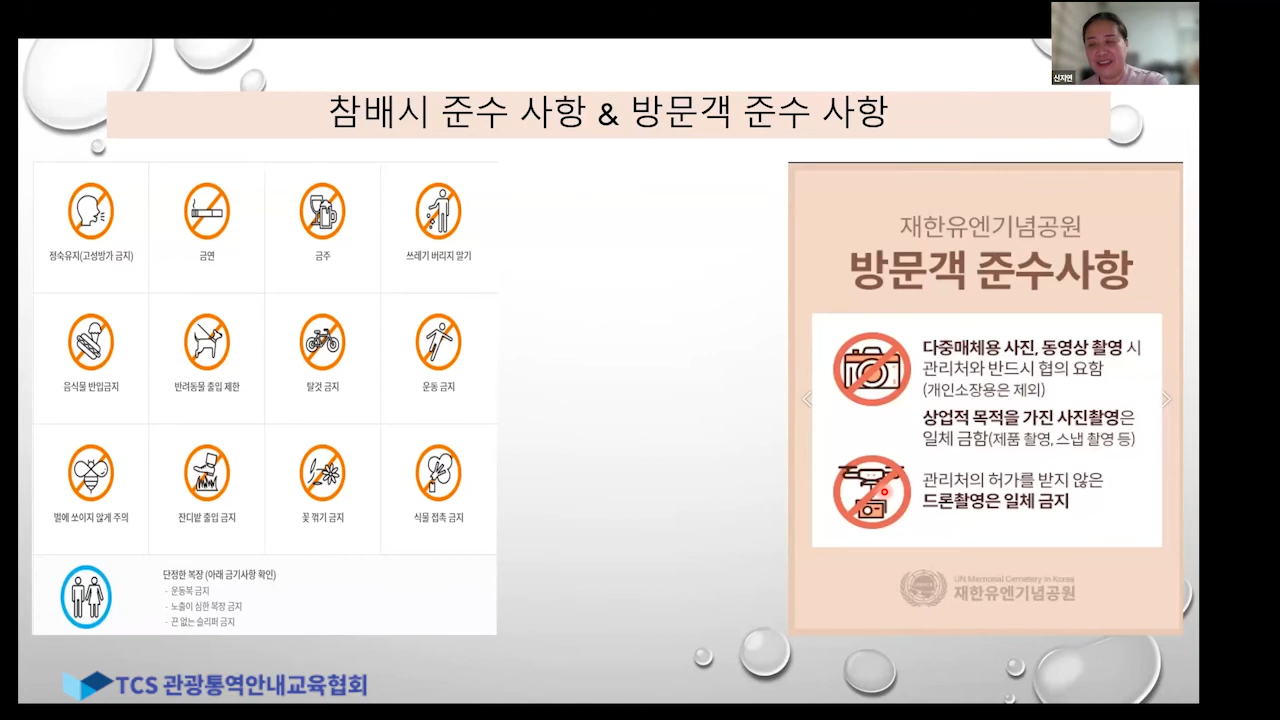 신지연
참배시 준수 사항 & 방문객 준수 사항
정숙유지(고성방가 금지)
금연
금주
쓰레기 버리지 말기
음식물 반입금지
반려동물 출입 제한
탈것 금지
운동 금지
벌에 쏘이지 않게 주의
잔디밭 출입 금지
꽃 꺾기 금지
식물 접촉 금지
단정한 복장 (아래 금기사항 확인)
- 운동복 금지
- 노출이 심한 복장 금지
- 끈 없는 슬리퍼 금지
재한유엔기념공원
방문객 준수사항
다중매체용 사진, 동영상 촬영 시
관리처와 반드시 협의 요함
(개인소장용은 제외)
상업적 목적을 가진 사진촬영은
일체 금함(제품 촬영, 스냅 촬영 등)
관리처의 허가를 받지 않은
드론촬영은 일체 금지
UN Memorial Cemetery in Korea
재한유엔기념공원
TCS 관광통역안내교육협회